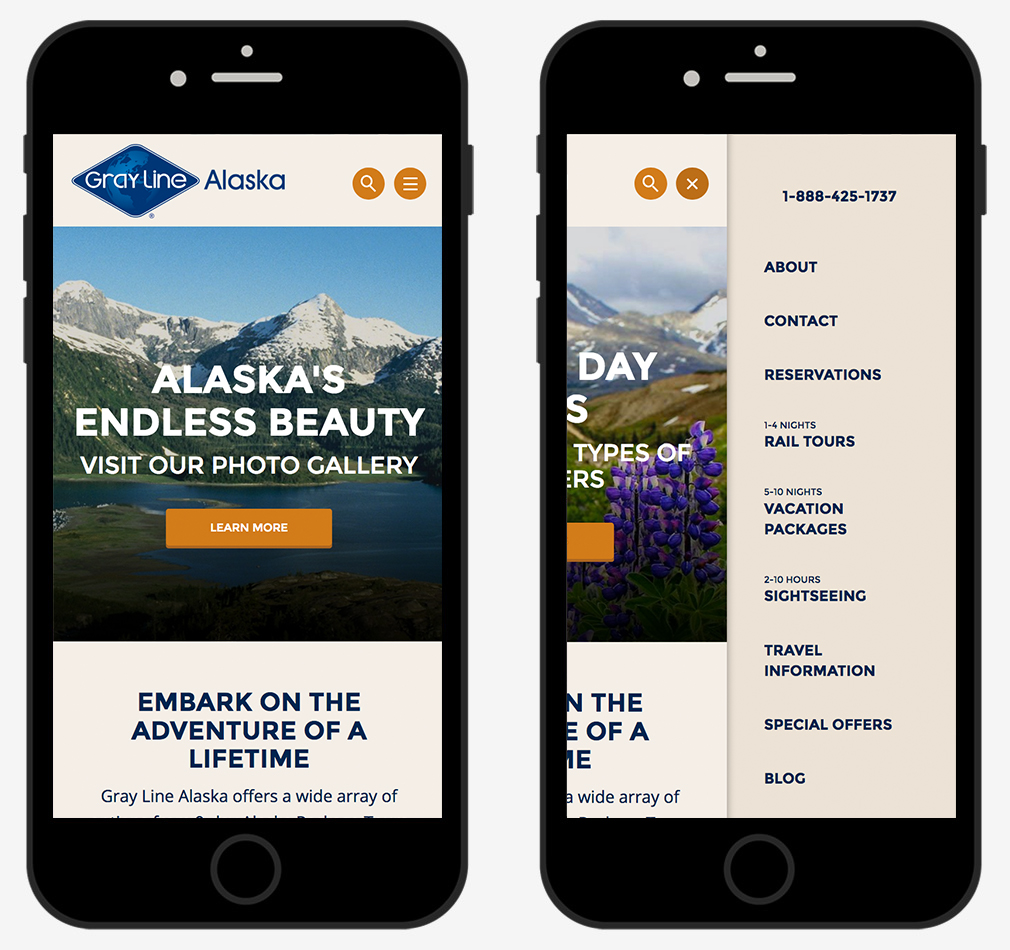 Gray Line Alaska
®
ALASKA'S
ENDLESS BEAUTY
VISIT OUR PHOTO GALLERY
LEARN MORE
EMBARK ON THE
ADVENTURE OF A
LIFETIME
Gray Line Alaska offers a wide array of
DAY
S
TYPES OF
ERS
N THE
E OF A
ME
a wide array of
1-888-425-1737
ABOUT
CONTACT
RESERVATIONS
1-4 NIGHTS
RAIL TOURS
5-10 NIGHTS
VACATION
PACKAGES
2-10 HOURS
SIGHTSEEING
TRAVEL
INFORMATION
SPECIAL OFFERS
BLOG